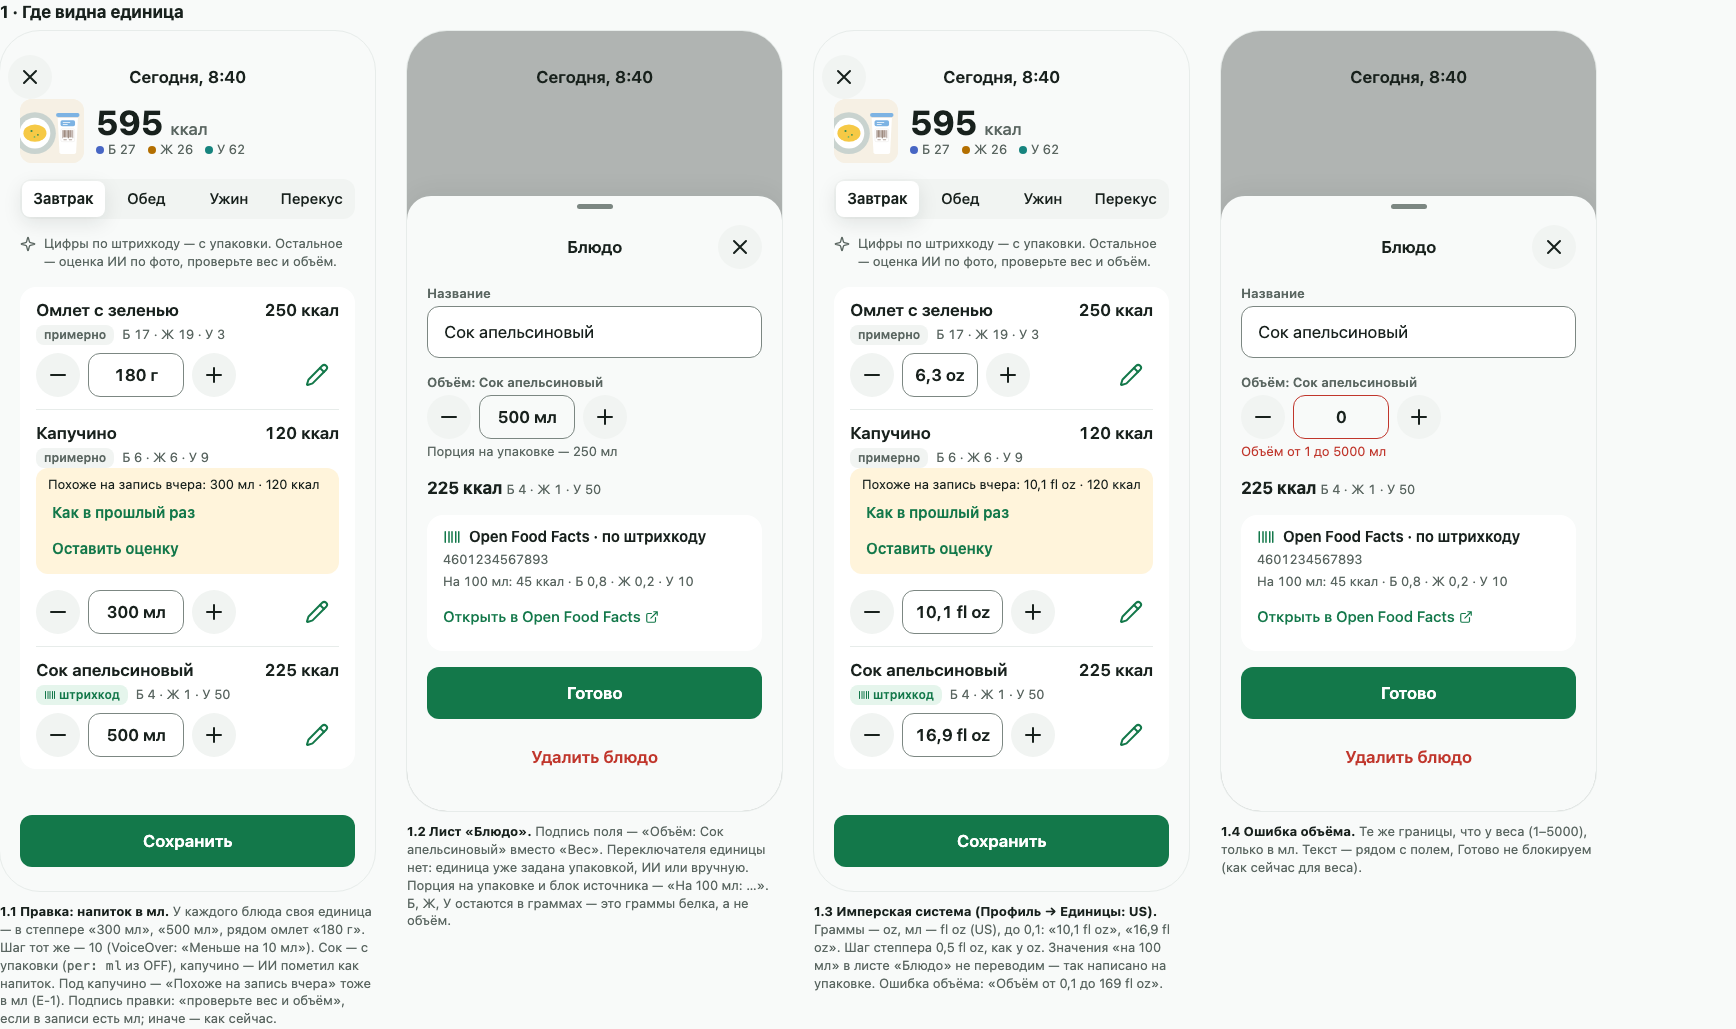 1 · Где видна единица
Сегодня, 8:40
595 ккал
Б 27 Ж 26 У 62
Завтрак Обед Ужин Перекус
Цифры по штрихкоду — с упаковки. Остальное
— оценка ИИ по фото, проверьте вес и объём.
Омлет с зеленью 250 ккал
примерно Б 17 · Ж 19 · У 3
180 г
Капучино 120 ккал
примерно Б 6 · Ж 6 · У 9
Похоже на запись вчера: 300 мл · 120 ккал
Как в прошлый раз
Оставить оценку
300 мл
Сок апельсиновый 225 ккал
штрихкод Б 4 · Ж 1 · У 50
500 мл
Сохранить
1.1 Правка: напиток в мл. У каждого блюда своя единица
— в степпере «300 мл», «500 мл», рядом омлет «180 г».
Шаг тот же — 10 (VoiceOver: «Меньше на 10 мл»). Сок — с
упаковки (per: ml из OFF), капучино — ИИ пометил как
напиток. Под капучино — «Похоже на запись вчера» тоже
в мл (E-1). Подпись правки: «проверьте вес и объём»,
если в записи есть мл; иначе — как сейчас.
Сегодня, 8:40
Блюдо
Название
Сок апельсиновый
Объём: Сок апельсиновый
500 мл
Порция на упаковке — 250 мл
225 ккал Б 4 · Ж 1 · У 50
Open Food Facts · по штрихкоду
4601234567893
На 100 мл: 45 ккал · Б 0,8 · Ж 0,2 · У 10
Открыть в Open Food Facts
Готово
Удалить блюдо
1.2 Лист «Блюдо». Подпись поля — «Объём: Сок
апельсиновый» вместо «Вес». Переключателя единицы
нет: единица уже задана упаковкой, ИИ или вручную.
Порция на упаковке и блок источника — «На 100 мл: …».
Б, Ж, У остаются в граммах — это граммы белка, а не
объём.
Сегодня, 8:40
595 ккал
Б 27 Ж 26 У 62
Завтрак Обед Ужин Перекус
Цифры по штрихкоду — с упаковки. Остальное
— оценка ИИ по фото, проверьте вес и объём.
Омлет с зеленью 250 ккал
примерно Б 17 · Ж 19 · У 3
6,3 oz
Капучино 120 ккал
примерно Б 6 · Ж 6 · У 9
Похоже на запись вчера: 10,1 fl oz · 120 ккал
Как в прошлый раз
Оставить оценку
10,1 fl oz
Сок апельсиновый 225 ккал
штрихкод Б 4 · Ж 1 · У 50
16,9 fl oz
Сохранить
1.3 Имперская система (Профиль → Единицы: US).
Граммы — oz, мл — fl oz (US), до 0,1: «10,1 fl oz», «16,9 fl
oz». Шаг степпера 0,5 fl oz, как у oz. Значения «на 100
мл» в листе «Блюдо» не переводим — так написано на
упаковке. Ошибка объёма: «Объём от 0,1 до 169 fl oz».
Сегодня, 8:40
Блюдо
Название
Сок апельсиновый
Объём: Сок апельсиновый
0
Объём от 1 до 5000 мл
225 ккал Б 4 · Ж 1 · У 50
Open Food Facts · по штрихкоду
4601234567893
На 100 мл: 45 ккал · Б 0,8 · Ж 0,2 · У 10
Открыть в Open Food Facts
Готово
Удалить блюдо
1.4 Ошибка объёма. Те же границы, что у веса (1–5000),
только в мл. Текст — рядом с полем, Готово не блокируем
(как сейчас для веса).